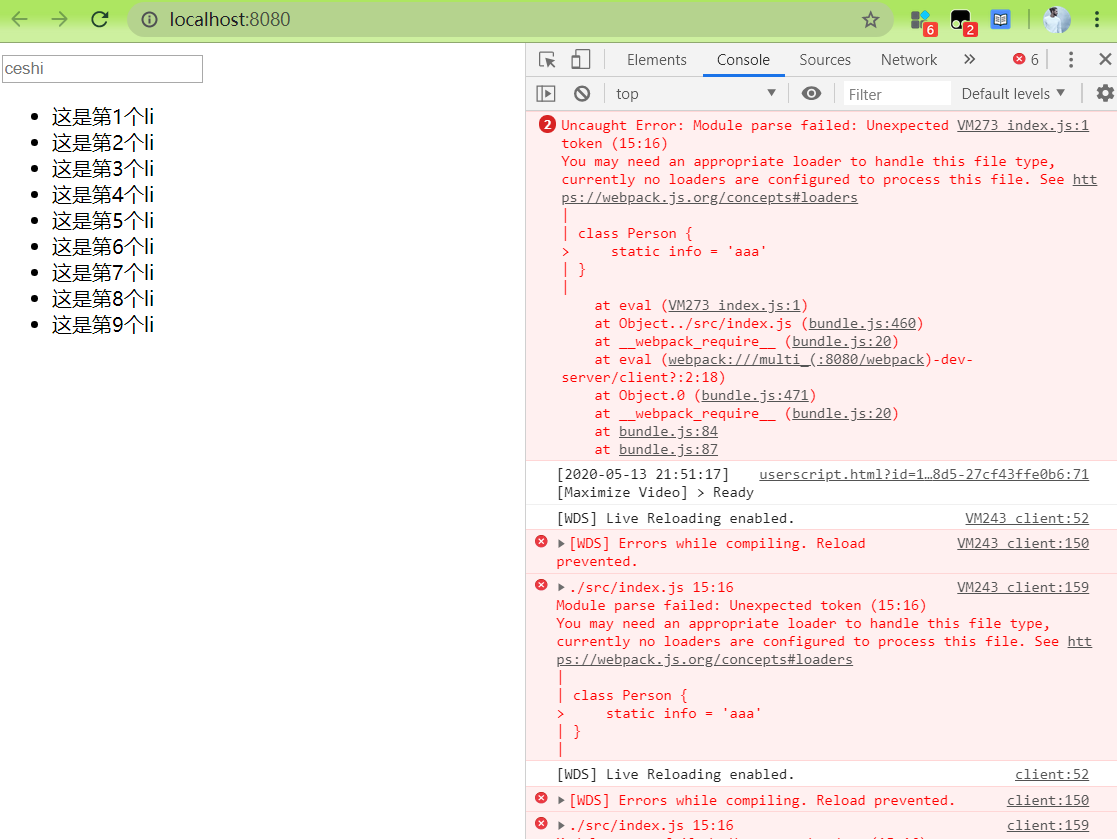 localhost:8080
6
2
ceshi
这是第1个li
这是第2个li
这是第3个li
这是第4个li
这是第5个li
这是第6个li
这是第7个li
这是第8个li
这是第9个li
Elements Console Sources Network » 6
top Filter Default levels
2 Uncaught Error: Module parse failed: Unexpected VM273 index.js:1
token (15:16)
You may need an appropriate loader to handle this file type,
currently no loaders are configured to process this file. See htt
ps://webpack.js.org/concepts#loaders
|
| class Person {
>     static info = 'aaa'
| }
|
at eval (VM273 index.js:1)
at Object../src/index.js (bundle.js:460)
at __webpack_require__ (bundle.js:20)
at eval (webpack:///multi_(:8080/webpack)-dev-
server/client?:2:18)
at Object.0 (bundle.js:471)
at __webpack_require__ (bundle.js:20)
at bundle.js:84
at bundle.js:87
[2020-05-13 21:51:17] userscript.html?id=1…8d5-27cf43ffe0b6:71
[Maximize Video] > Ready
[WDS] Live Reloading enabled. VM243 client:52
[WDS] Errors while compiling. Reload VM243 client:150
prevented.
./src/index.js 15:16 VM243 client:159
Module parse failed: Unexpected token (15:16)
You may need an appropriate loader to handle this file type,
currently no loaders are configured to process this file. See htt
ps://webpack.js.org/concepts#loaders
|
| class Person {
>     static info = 'aaa'
| }
|
[WDS] Live Reloading enabled. client:52
[WDS] Errors while compiling. Reload prevented. client:150
./src/index.js 15:16 client:159